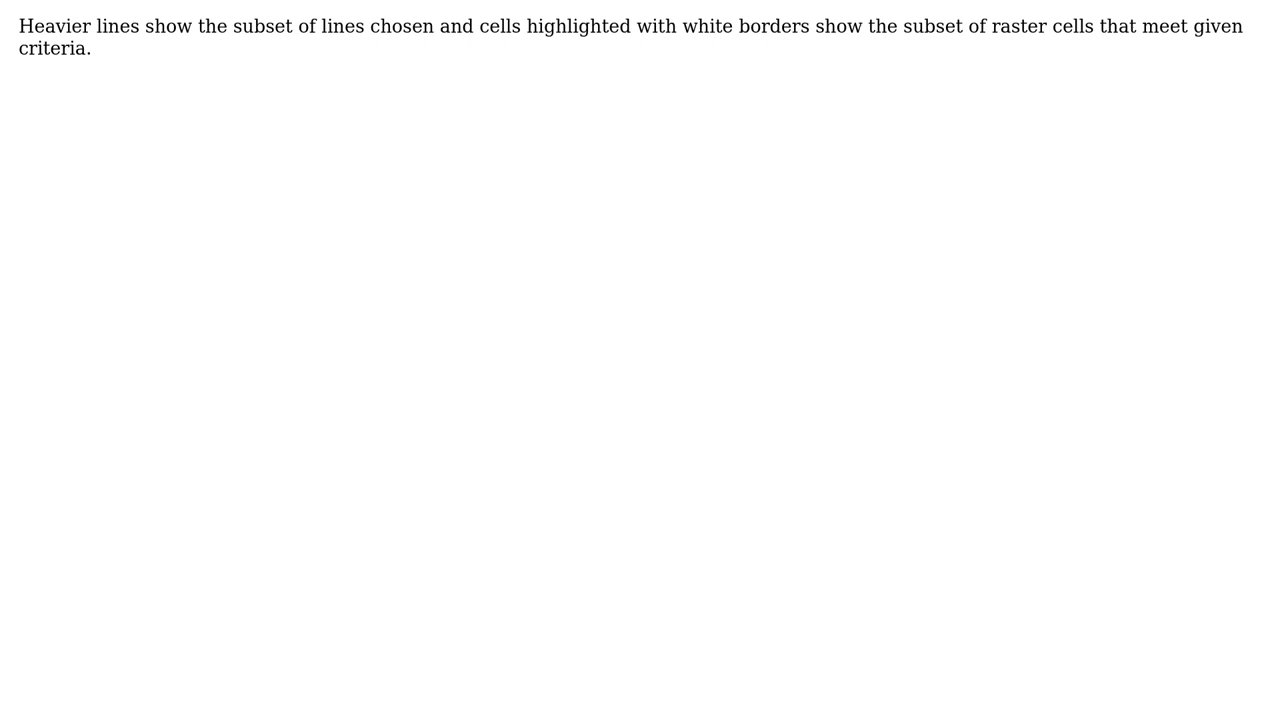 Heavier lines show the subset of lines chosen and cells highlighted with white borders show the subset of raster cells that meet given
criteria.